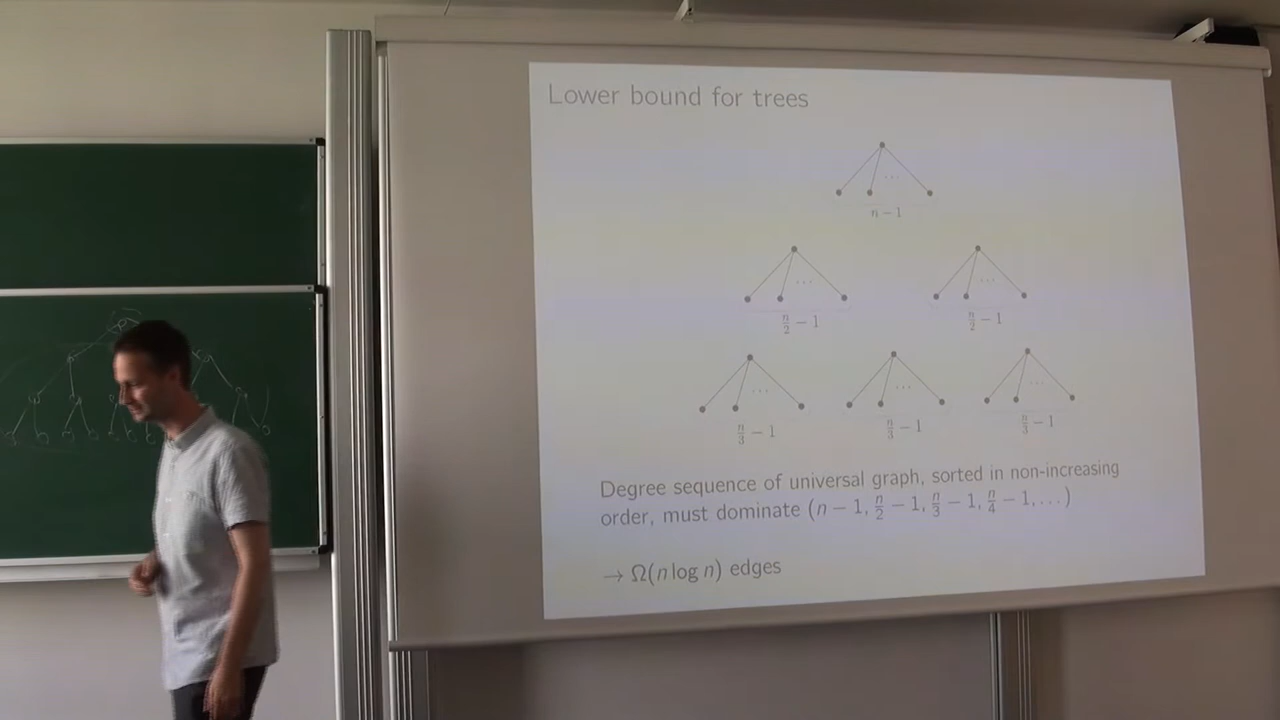 Lower bound for trees
...
n − 1
... ...
n/2 − 1 n/2 − 1
... ... ...
n/3 − 1 n/3 − 1 n/3 − 1
Degree sequence of universal graph, sorted in non-increasing
order, must dominate (n − 1, n/2 − 1, n/3 − 1, n/4 − 1, ...)
→ Ω(n log n) edges